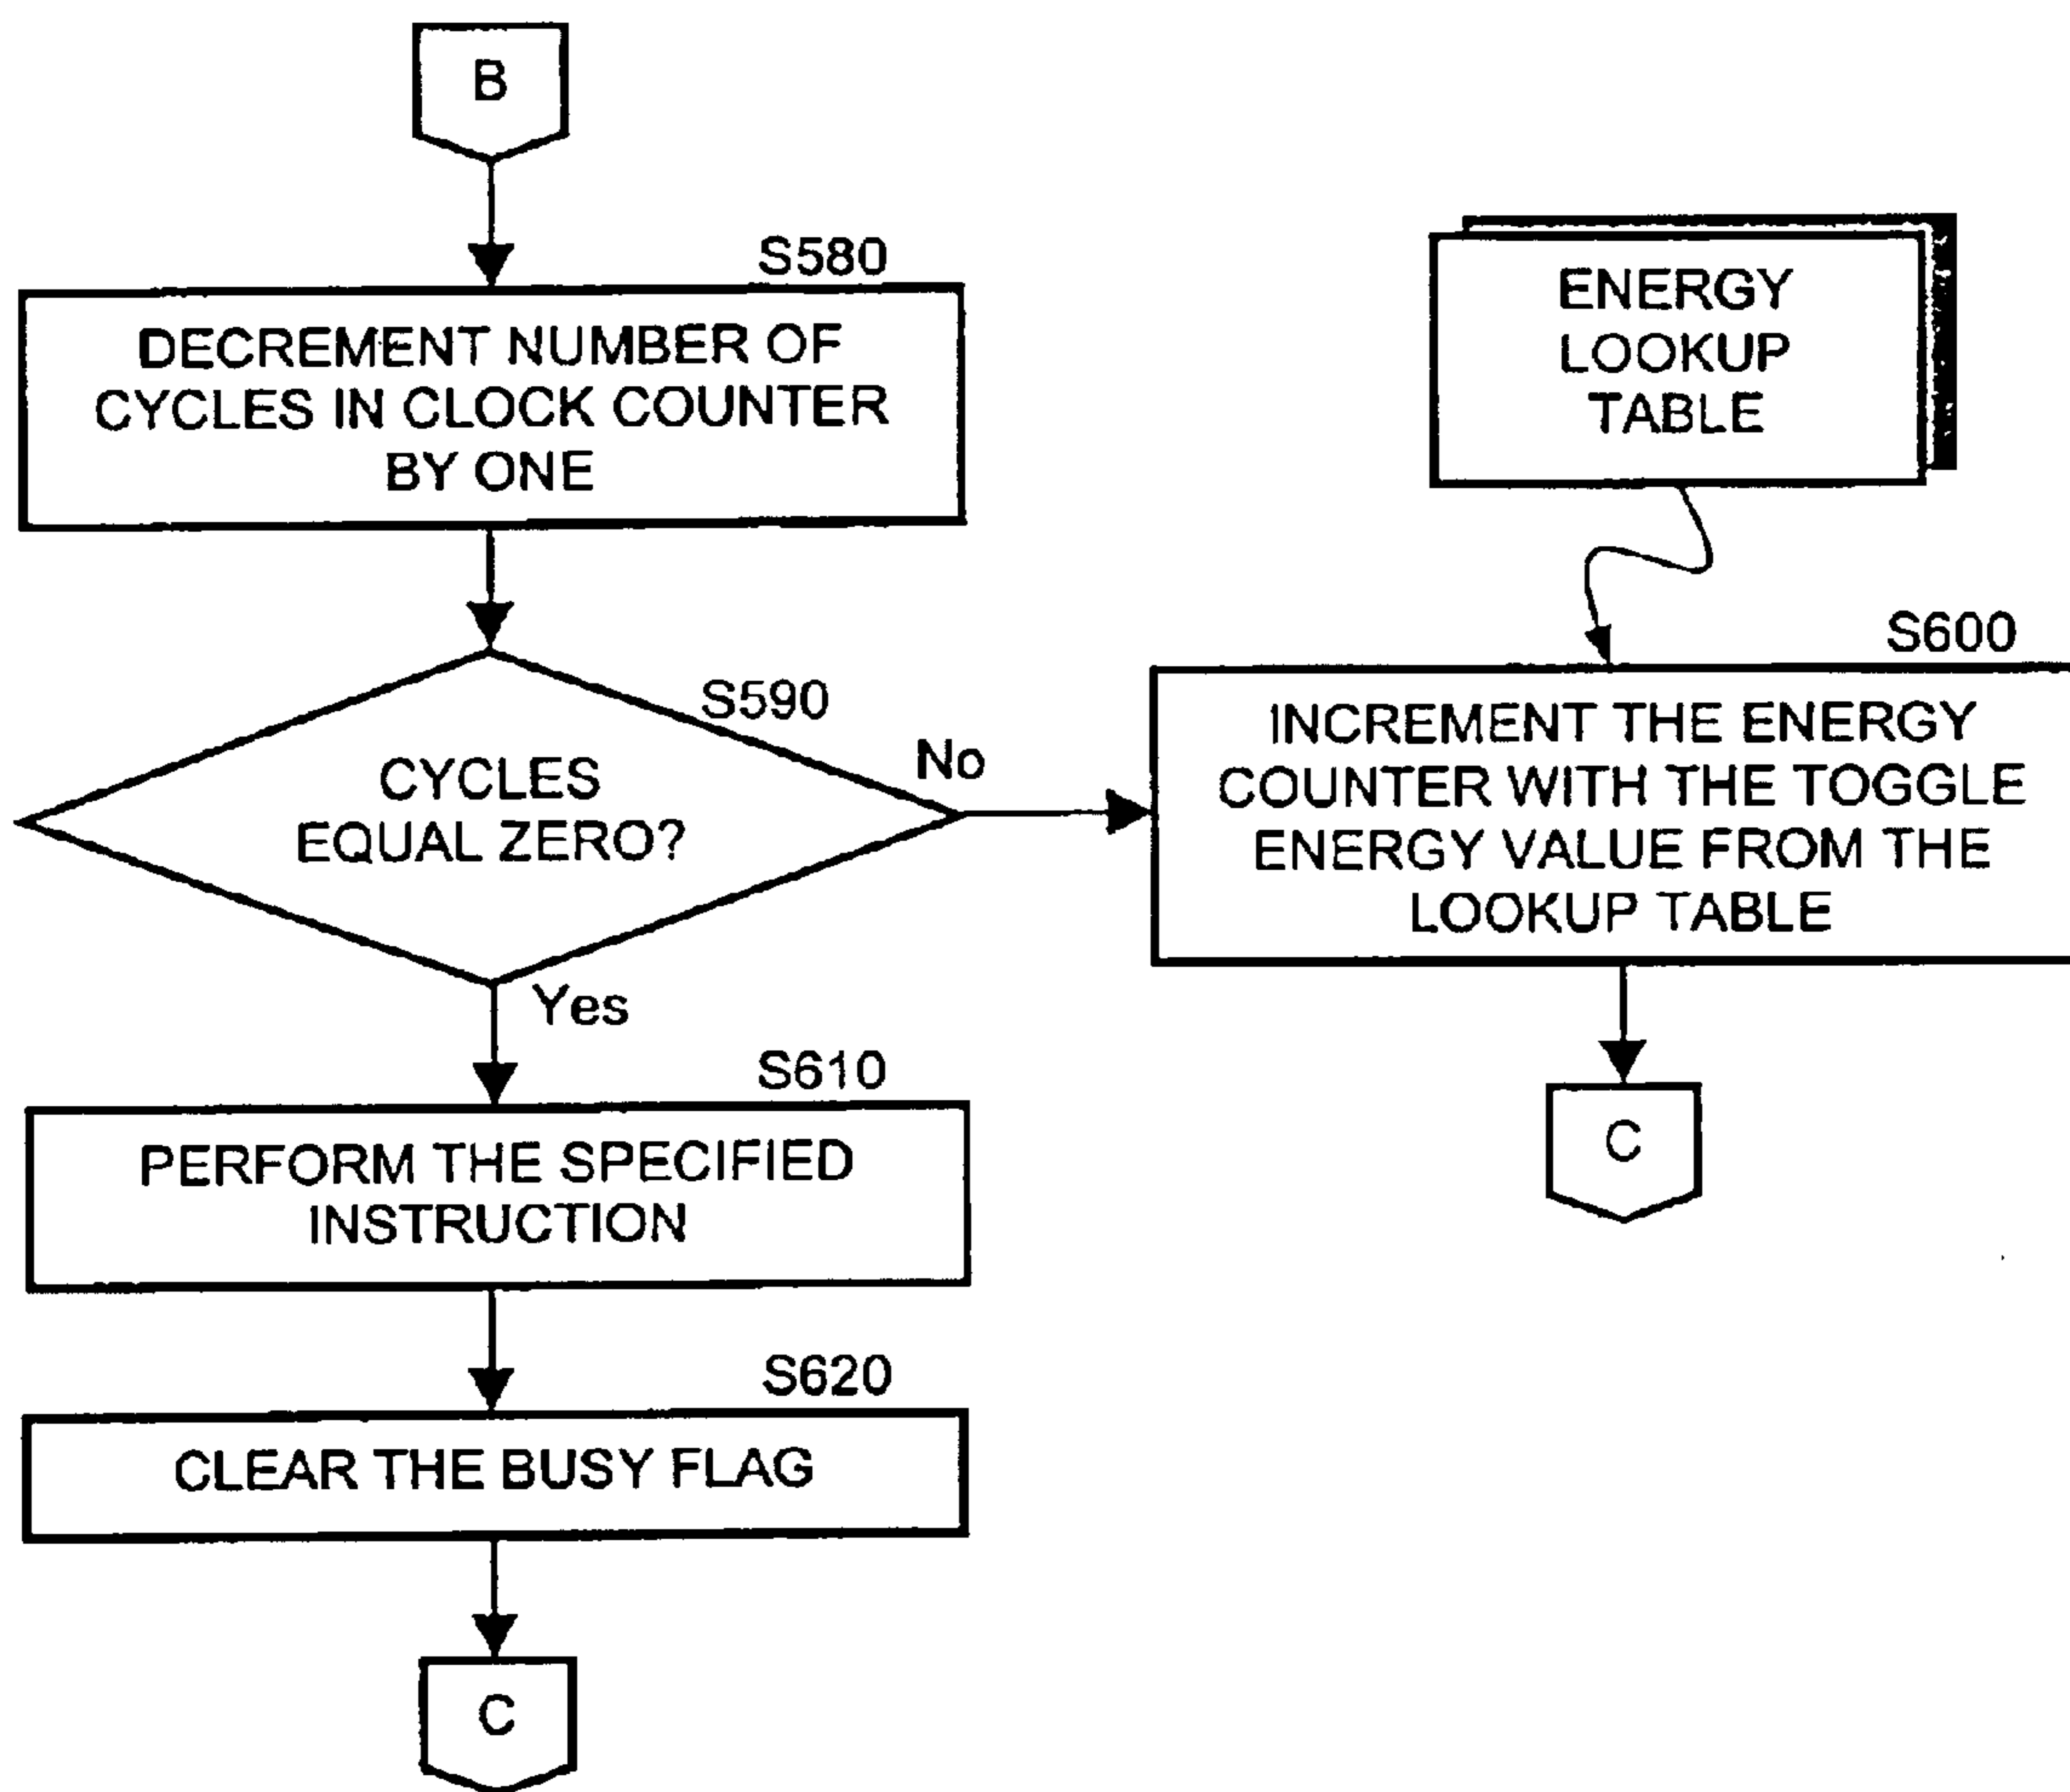 B
S580
DECREMENT NUMBER OF
CYCLES IN CLOCK COUNTER
BY ONE
ENERGY
LOOKUP
TABLE
S590
CYCLES
EQUAL ZERO?
No
Yes
S600
INCREMENT THE ENERGY
COUNTER WITH THE TOGGLE
ENERGY VALUE FROM THE
LOOKUP TABLE
C
S610
PERFORM THE SPECIFIED
INSTRUCTION
S620
CLEAR THE BUSY FLAG
C